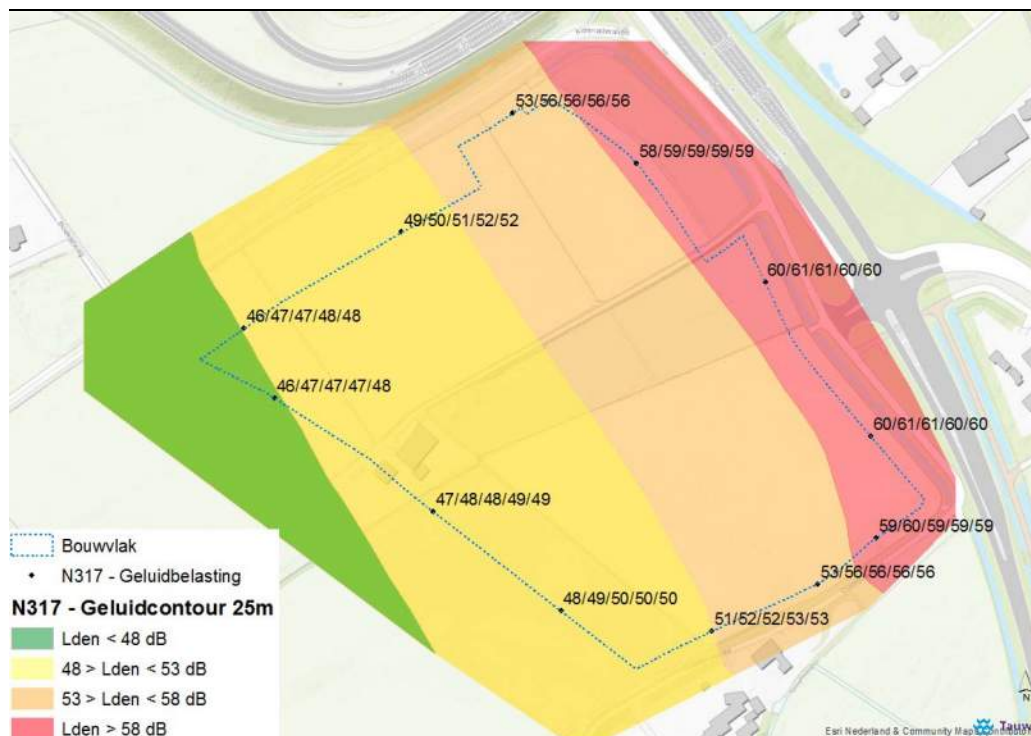 53/56/56/56/56
58/59/59/59/59
49/50/51/52/52
60/61/61/60/60
46/47/47/48/48
46/47/47/47/48
60/61/61/60/60
47/48/48/49/49
59/60/59/59/59
53/56/56/56/56
48/49/50/50/50
51/52/52/53/53
Bouwvlak
N317 - Geluidbelasting
N317 - Geluidcontour 25m
Lden < 48 dB
48 > Lden < 53 dB
53 > Lden < 58 dB
Lden > 58 dB
N
Esri Nederland & Community Maps
Tauw